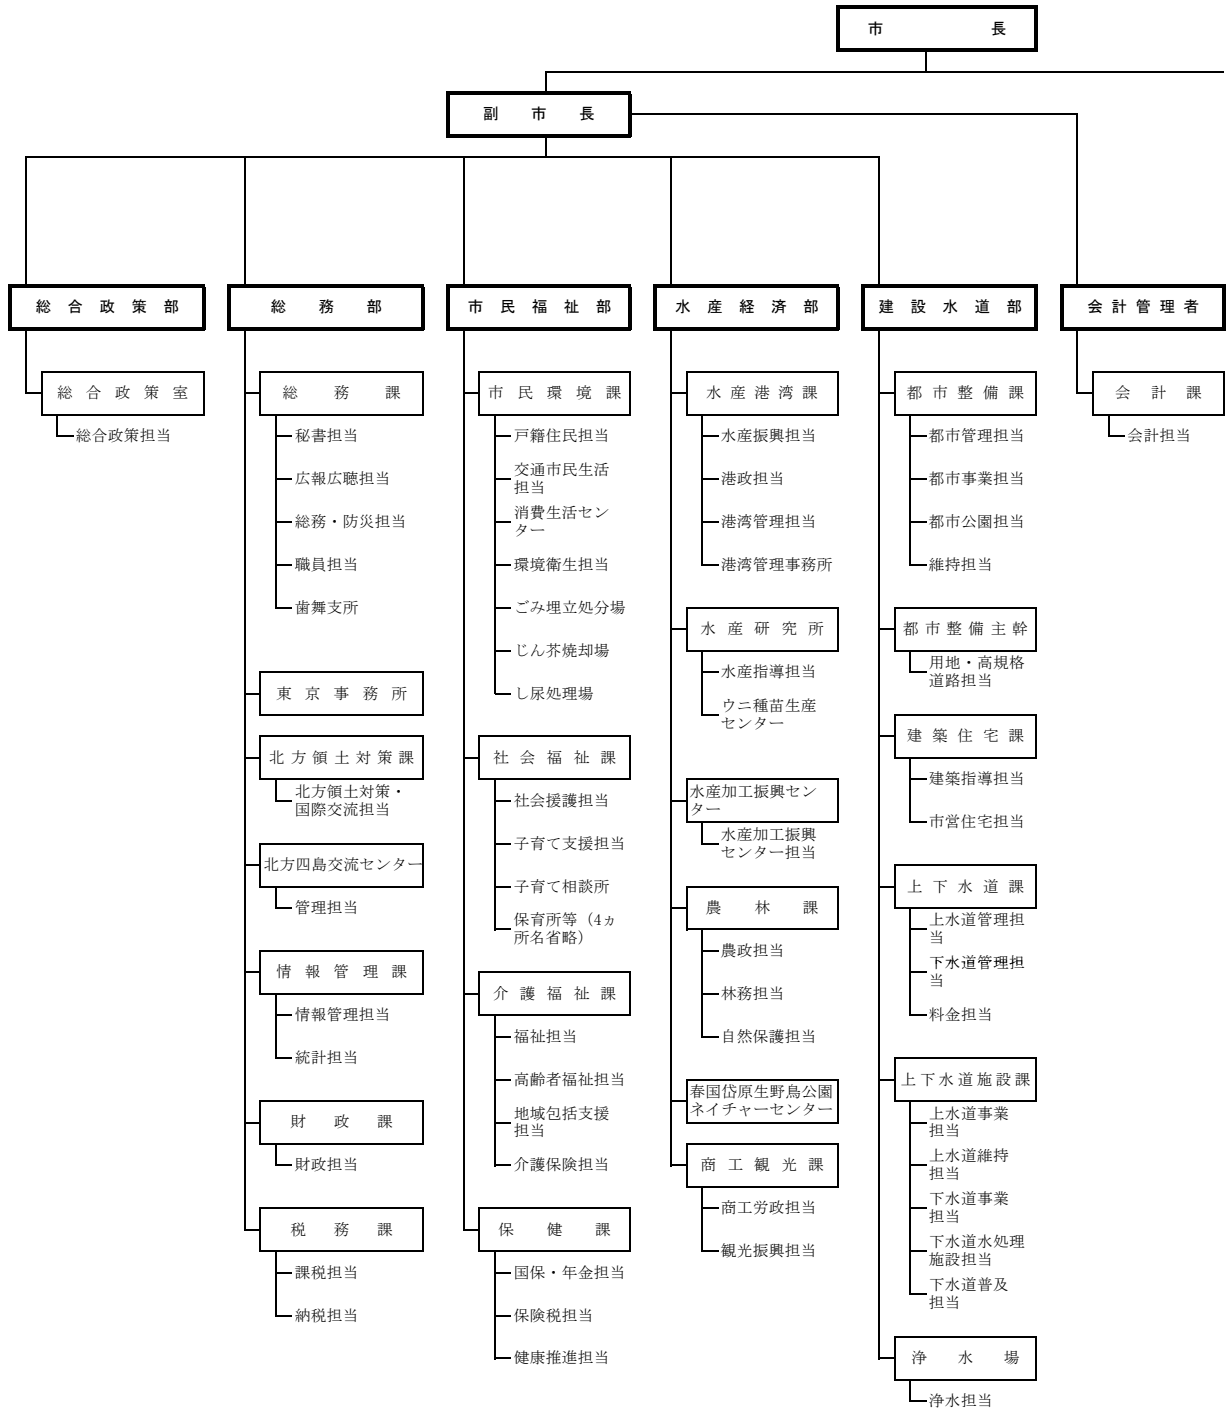 市長
副市長
総合政策部
総合政策室
総合政策担当
総務部
総務課
秘書担当
広報広聴担当
総務・防災担当
職員担当
歯舞支所
東京事務所
北方領土対策課
北方領土対策・
国際交流担当
北方四島交流センター
管理担当
情報管理課
情報管理担当
統計担当
財政課
財政担当
税務課
課税担当
納税担当
市民福祉部
市民環境課
戸籍住民担当
交通市民生活
担当
消費生活セン
ター
環境衛生担当
ごみ埋立処分場
じん芥焼却場
し尿処理場
社会福祉課
社会援護担当
子育て支援担当
子育て相談所
保育所等（4ヵ
所名省略）
介護福祉課
福祉担当
高齢者福祉担当
地域包括支援
担当
介護保険担当
保健課
国保・年金担当
保険税担当
健康推進担当
水産経済部
水産港湾課
水産振興担当
港政担当
港湾管理担当
港湾管理事務所
水産研究所
水産指導担当
ウニ種苗生産
センター
水産加工振興セン
ター
水産加工振興
センター担当
農林課
農政担当
林務担当
自然保護担当
春国岱原生野鳥公園
ネイチャーセンター
商工観光課
商工労政担当
観光振興担当
建設水道部
都市整備課
都市管理担当
都市事業担当
都市公園担当
維持担当
都市整備主幹
用地・高規格
道路担当
建築住宅課
建築指導担当
市営住宅担当
上下水道課
上水道管理担
当
下水道管理担
当
料金担当
上下水道施設課
上水道事業
担当
上水道維持
担当
下水道事業
担当
下水道水処理
施設担当
下水道普及
担当
浄水場
浄水担当
会計管理者
会計課
会計担当